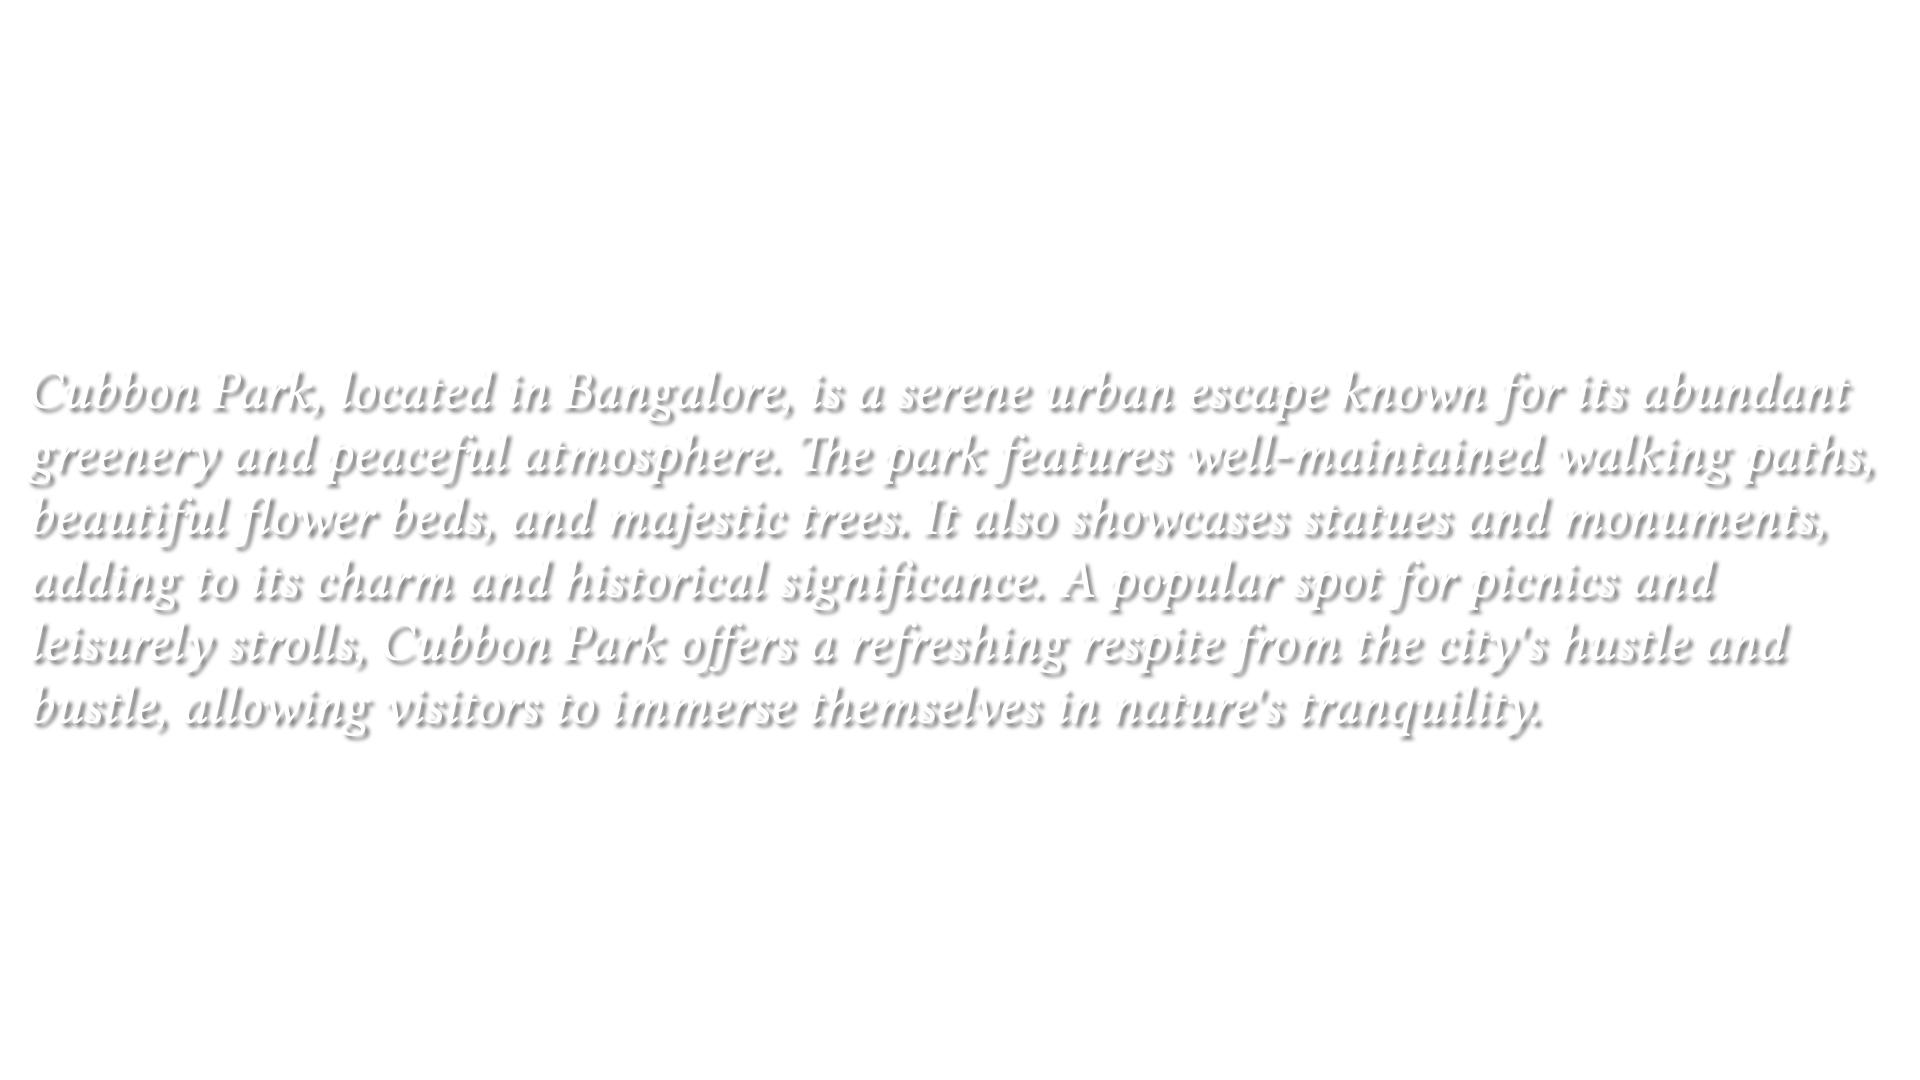 Cubbon Park, located in Bangalore, is a serene urban escape known for its abundant
greenery and peaceful atmosphere. The park features well-maintained walking paths,
beautiful flower beds, and majestic trees. It also showcases statues and monuments,
adding to its charm and historical significance. A popular spot for picnics and
leisurely strolls, Cubbon Park offers a refreshing respite from the city's hustle and
bustle, allowing visitors to immerse themselves in nature's tranquility.